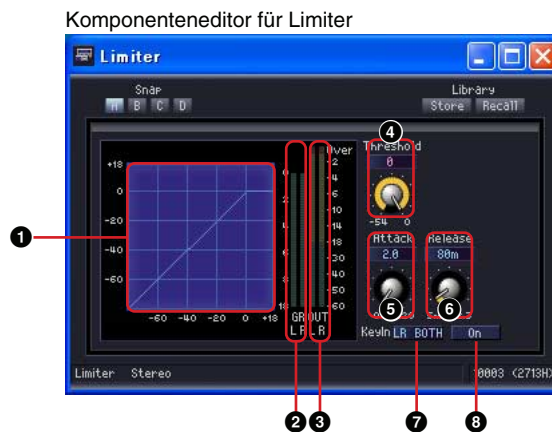 Komponenteneditor für Limiter
Limiter
Snap
Library
A B C D
Store Recall
Threshold
0
-54 0
+18
0
-20
-40
-60
-60 -40 -20 0 +18
Over
2
4
6
10
14
18
30
40
50
60
GR OUT
L R L R
Attack
2.0
Release
80m
KeyIn LR BOTH On
Limiter Stereo
0003 (2713H)
1
2
3
4
5
6
7
8